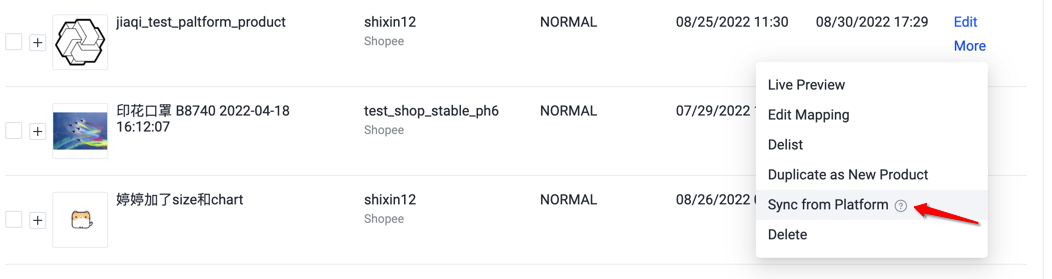 jiaqi_test_paltform_product shixin12 NORMAL 08/25/2022 11:30 08/30/2022 17:29 Edit
Shopee More
Live Preview
印花口罩 B8740 2022-04-18 test_shop_stable_ph6 NORMAL 07/29/2022
16:12:07 Shopee
Edit Mapping
Delist
Duplicate as New Product
婷婷加了size和chart shixin12 NORMAL 08/26/2022
Shopee
Sync from Platform ?
Delete